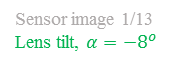 Sensor image 1/13
Lens tilt, α = −8°